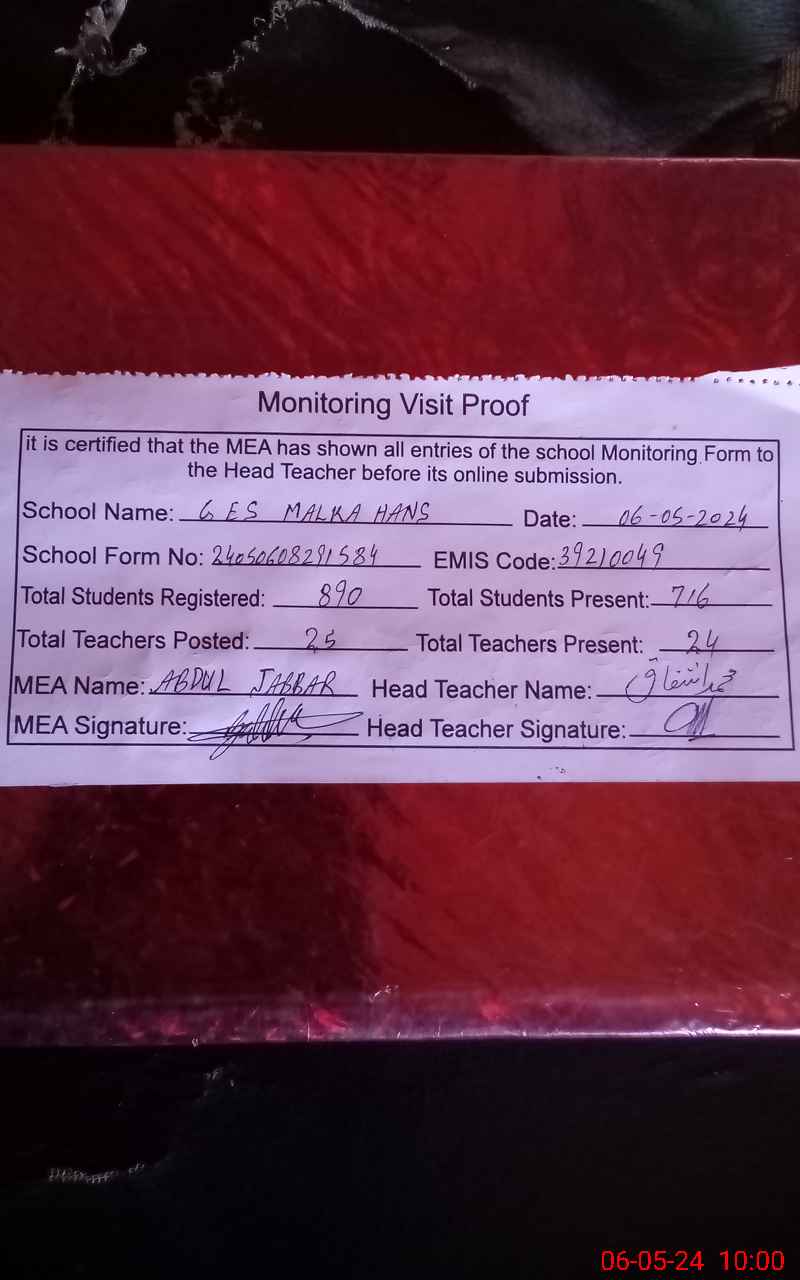 Monitoring Visit Proof
it is certified that the MEA has shown all entries of the school Monitoring Form to
the Head Teacher before its online submission.
School Name: GES MALKA HANS Date: 06-05-2024
School Form No: 24050608291584 EMIS Code: 39210049
Total Students Registered: 890 Total Students Present: 716
Total Teachers Posted: 25 Total Teachers Present: 24
MEA Name: ABDUL JABBAR Head Teacher Name: محمد اشفاق
MEA Signature: Head Teacher Signature:
06-05-24 10:00